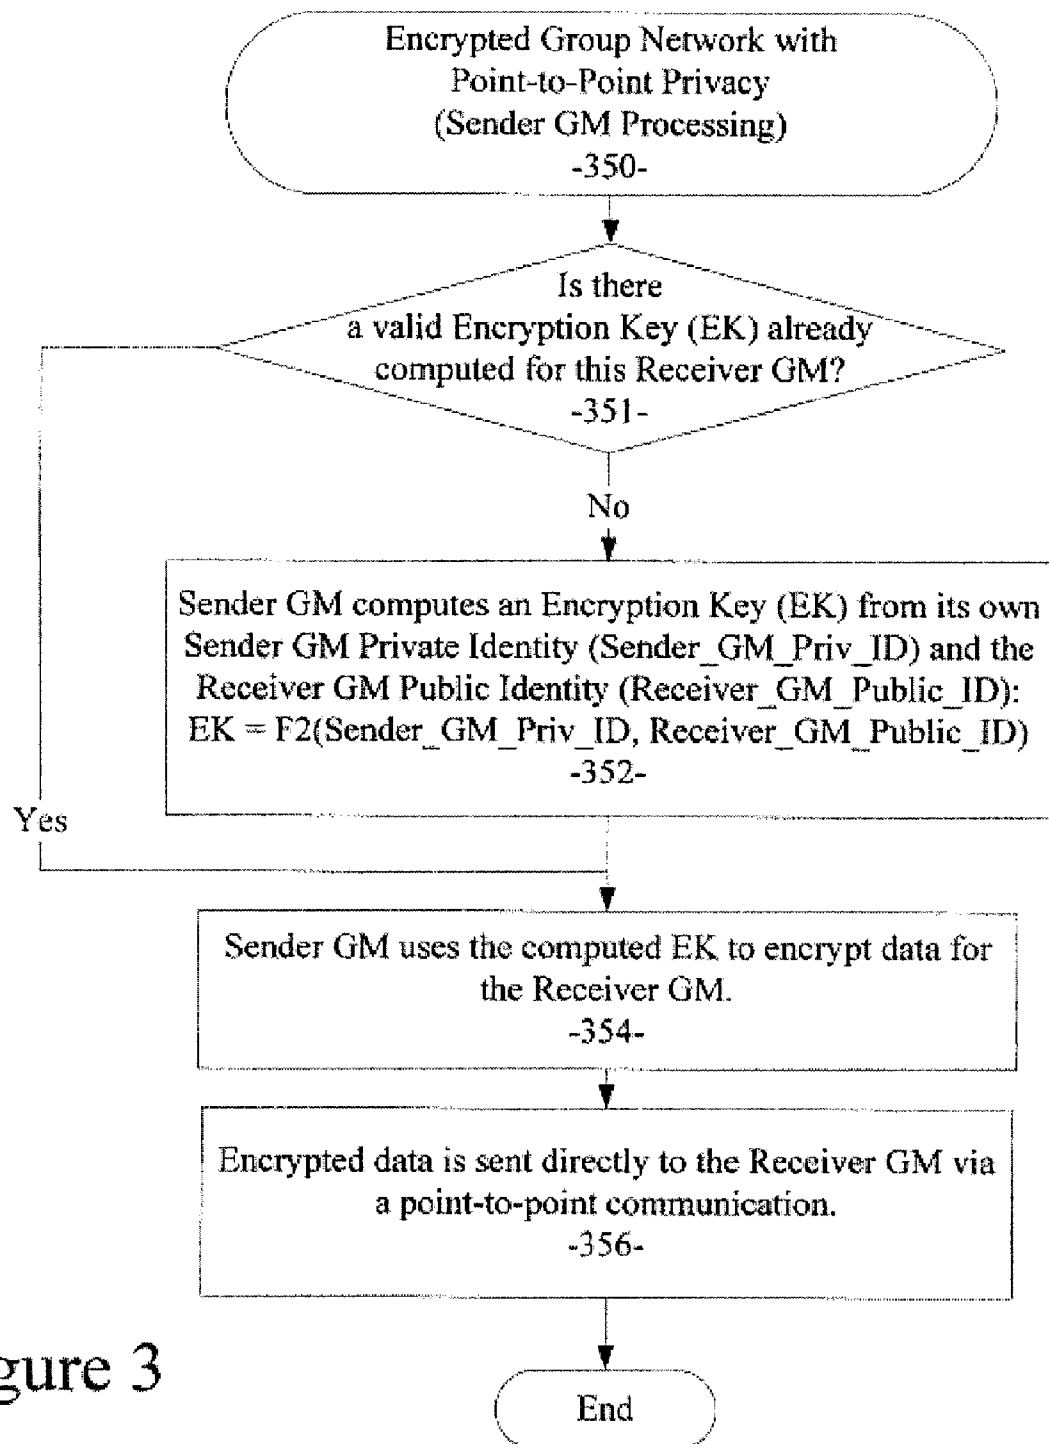 Encrypted Group Network with
Point-to-Point Privacy
(Sender GM Processing)
-350-
Is there
a valid Encryption Key (EK) already
computed for this Receiver GM?
-351-
No
Sender GM computes an Encryption Key (EK) from its own
Sender GM Private Identity (Sender_GM_Priv_ID) and the
Receiver GM Public Identity (Receiver_GM_Public_ID):
EK = F2(Sender_GM_Priv_ID, Receiver_GM_Public_ID)
-352-
Yes
Sender GM uses the computed EK to encrypt data for
the Receiver GM.
-354-
Encrypted data is sent directly to the Receiver GM via
a point-to-point communication.
-356-
gure 3
End